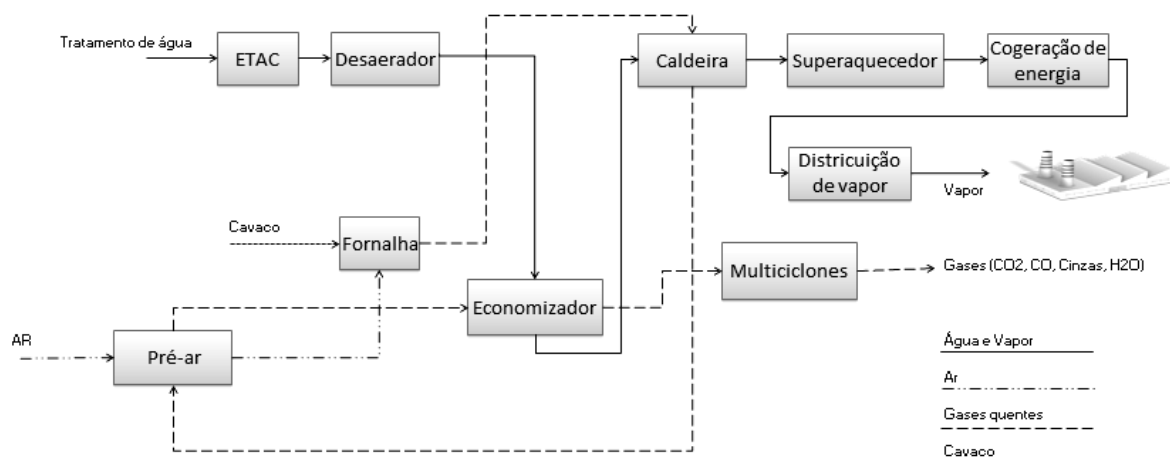 Tratamento de água
ETAC
Desaerador
Caldeira
Superaquecedor
Cogeração de
energia
Districuição
de vapor
Vapor
Cavaco
Fornalha
Multiciclones
Gases (CO2, CO, Cinzas, H2O)
Economizador
AR
Pré-ar
Água e Vapor
Ar
Gases quentes
Cavaco